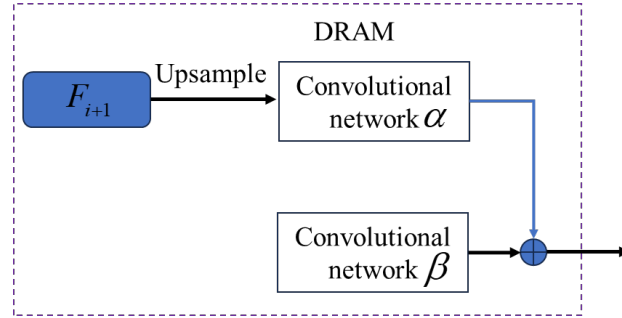 DRAM
Upsample
F_{i+1}
Convolutional
network α
Convolutional
network β